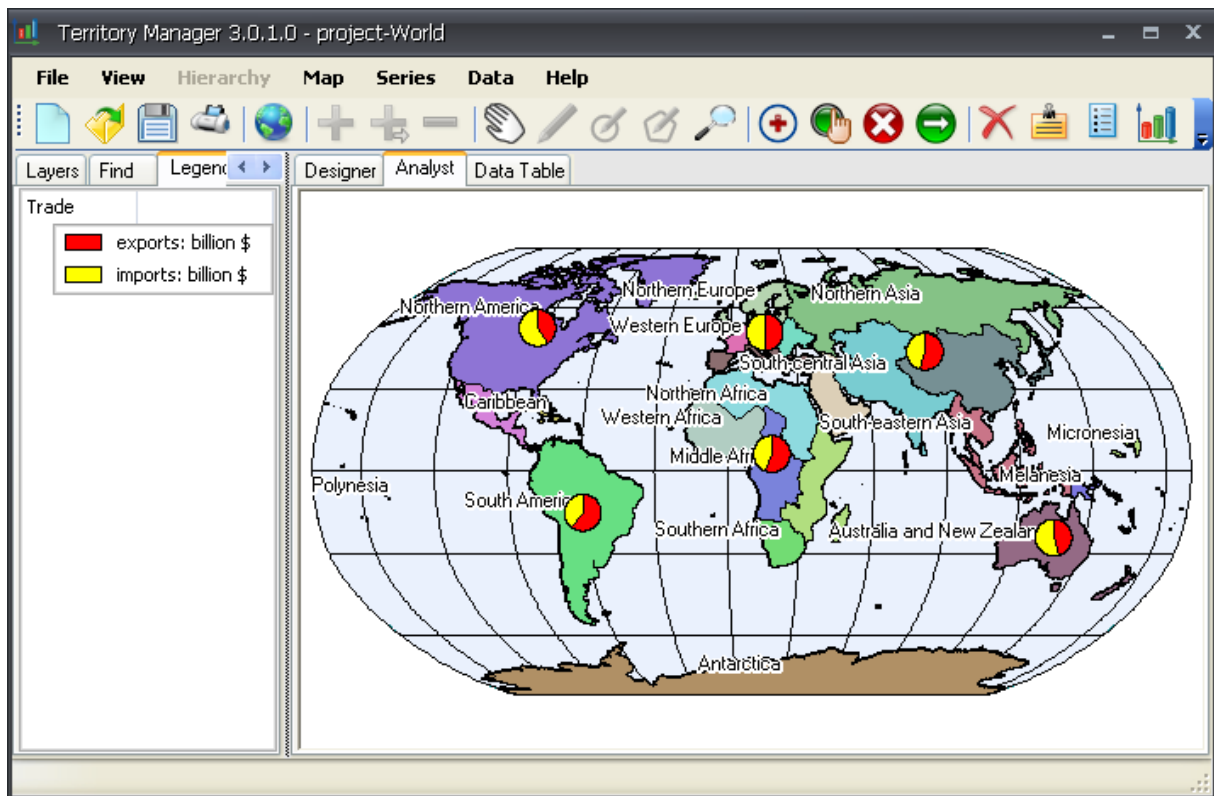 Territory Manager 3.0.1.0 - project-World
File View Hierarchy Map Series Data Help
Layers Find Legend
Designer Analyst Data Table
Trade
exports: billion $
imports: billion $
Northern Europe
Northern Asia
Northern America
Western Europe
South-central Asia
Northern Africa
Caribbean
Western Africa
South-eastern Asia
Micronesia
Middle Afri
Melanesia
Polynesia
South Americ
Southern Africa
Australia and New Zealan
Antarctica